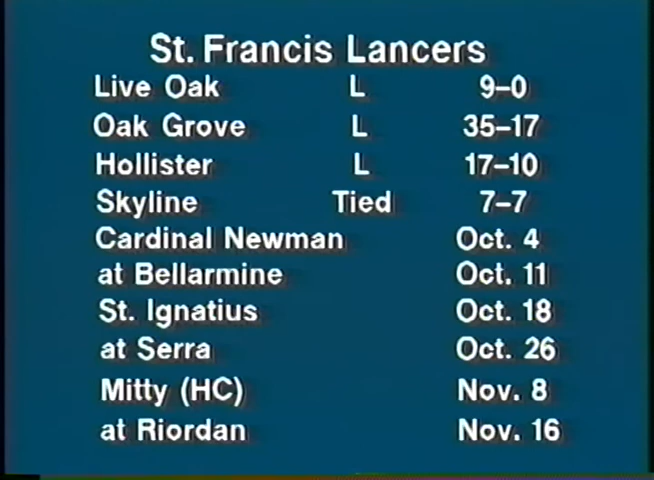 St. Francis Lancers
Live Oak L 9–0
Oak Grove L 35–17
Hollister L 17–10
Skyline Tied 7–7
Cardinal Newman Oct. 4
at Bellarmine Oct. 11
St. Ignatius Oct. 18
at Serra Oct. 26
Mitty (HC) Nov. 8
at Riordan Nov. 16